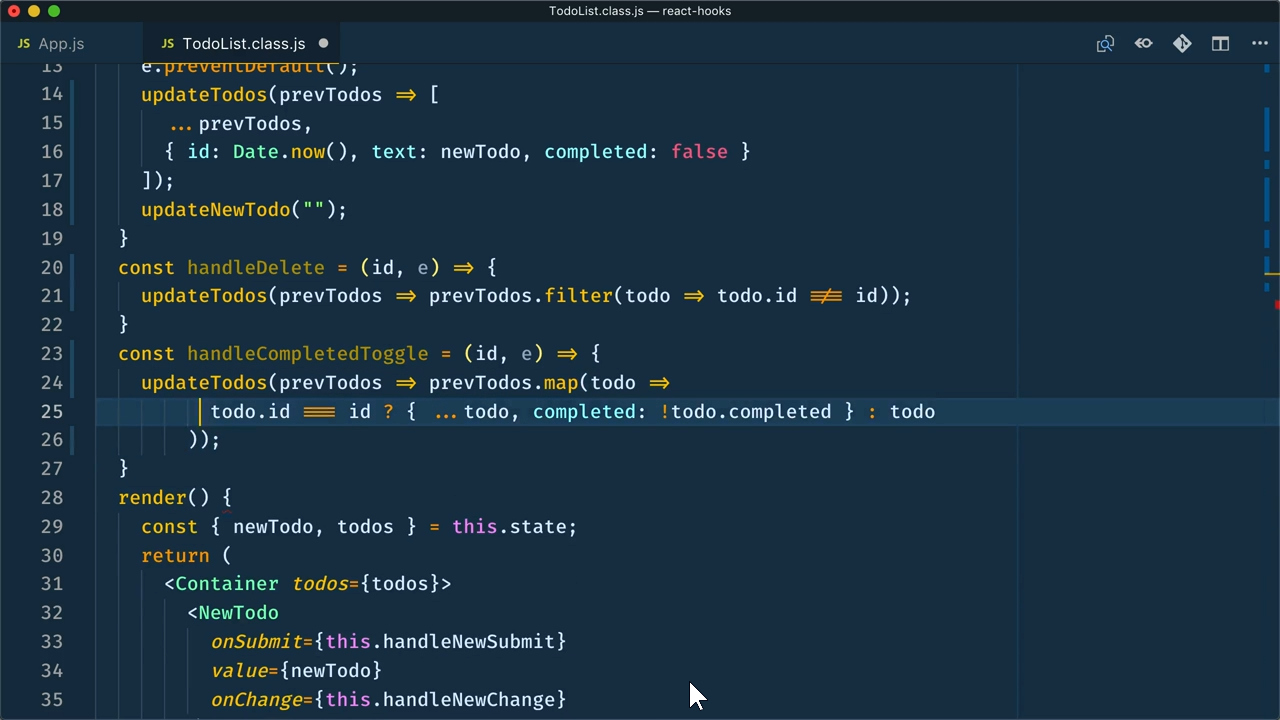 TodoList.class.js — react-hooks
JS App.js
JS TodoList.class.js
13 e.preventDefault();
14 updateTodos(prevTodos => [
15 ...prevTodos,
16 { id: Date.now(), text: newTodo, completed: false }
17 ]);
18 updateNewTodo("");
19 }
20 const handleDelete = (id, e) => {
21 updateTodos(prevTodos => prevTodos.filter(todo => todo.id !== id));
22 }
23 const handleCompletedToggle = (id, e) => {
24 updateTodos(prevTodos => prevTodos.map(todo =>
25 todo.id === id ? { ...todo, completed: !todo.completed } : todo
26 ));
27 }
28 render() {
29 const { newTodo, todos } = this.state;
30 return (
31 <Container todos={todos}>
32 <NewTodo
33 onSubmit={this.handleNewSubmit}
34 value={newTodo}
35 onChange={this.handleNewChange}